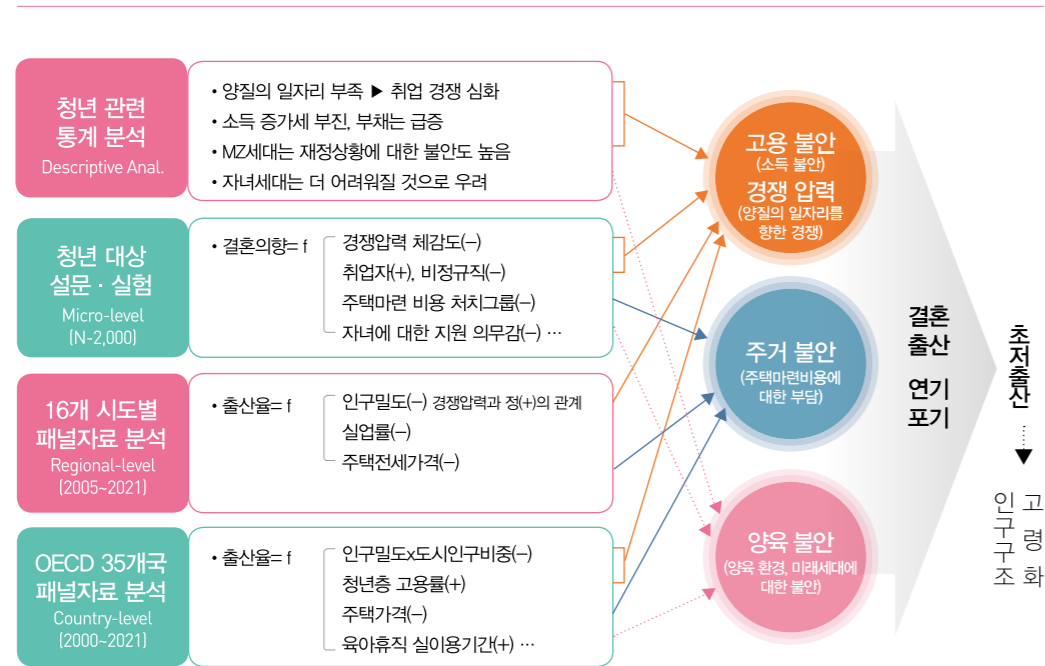 청년 관련
통계 분석
Descriptive Anal.
• 양질의 일자리 부족 ▶ 취업 경쟁 심화
• 소득 증가세 부진, 부채는 급증
• MZ세대는 재정상황에 대한 불안도 높음
• 자녀세대는 더 어려워질 것으로 우려
청년 대상
설문 · 실험
Micro-level
(N-2,000)
• 결혼의향= f
경쟁압력 체감도(−)
취업자(+), 비정규직(−)
주택마련 비용 처치그룹(−)
자녀에 대한 지원 의무감(−) …
16개 시도별
패널자료 분석
Regional-level
(2005~2021)
• 출산율= f
인구밀도(−) 경쟁압력과 정(+)의 관계
실업률(−)
주택전세가격(−)
OECD 35개국
패널자료 분석
Country-level
(2000~2021)
• 출산율= f
인구밀도x도시인구비중(−)
청년층 고용률(+)
주택가격(−)
육아휴직 실이용기간(+) …
고용 불안
(소득 불안)
경쟁 압력
(양질의 일자리를
향한 경쟁)
주거 불안
(주택마련비용에
대한 부담)
양육 불안
(양육 환경, 미래세대에
대한 불안)
결혼
출산
연기
포기
초저출산
고령화
인구구조